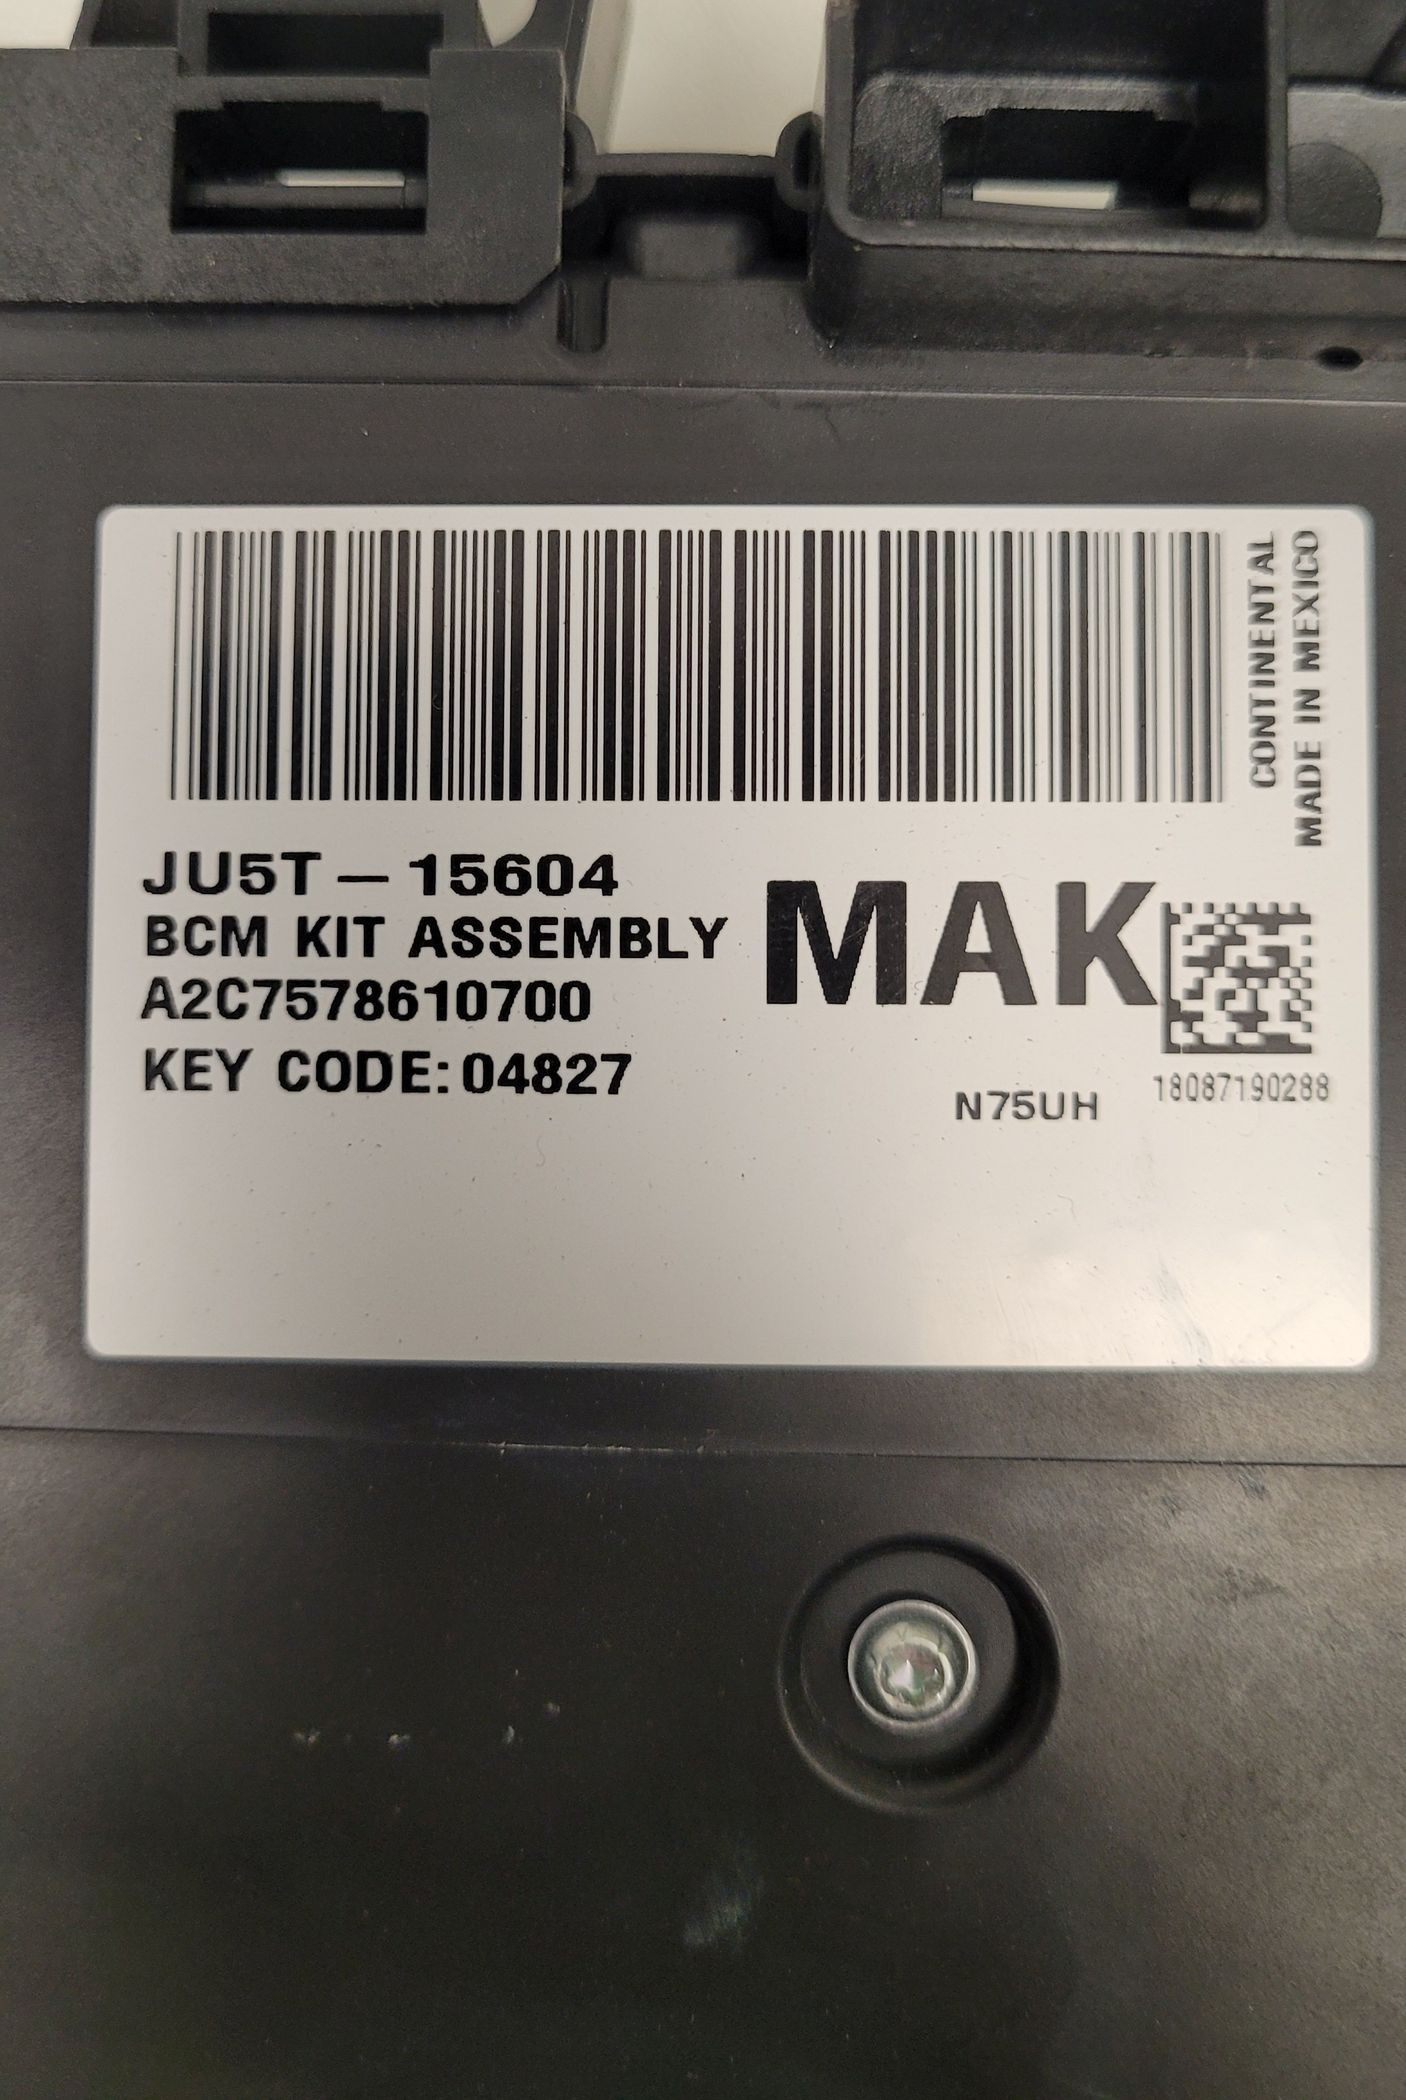 CONTINENTAL
MADE IN MEXICO
JU5T – 15604
BCM KIT ASSEMBLY
A2C7578610700
KEY CODE: 04827
MAK
N75UH
18087190288